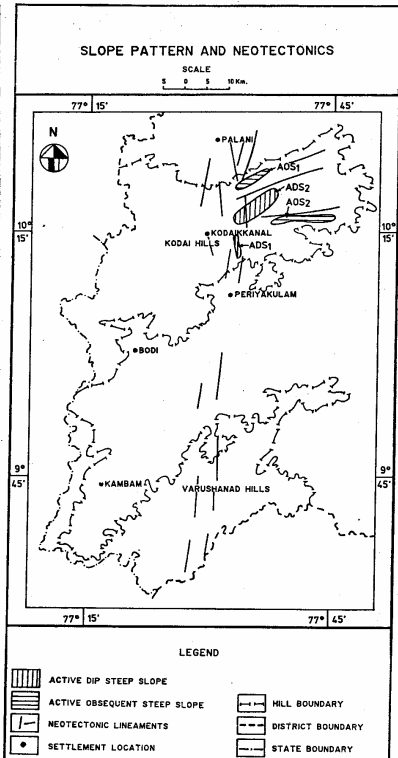 SLOPE PATTERN AND NEOTECTONICS
SCALE
5 0 5 10 Km.
77° 15' 77° 45'
N
PALANI
AOS1
ADS2
AOS2
10° 15' 10° 15'
KODAIKKANAL
KODAI HILLS
ADS1
PERIYAKULAM
BODI
9° 45' 9° 45'
KAMBAM
VARUSHANAD HILLS
77° 15' 77° 45'
LEGEND
ACTIVE DIP STEEP SLOPE
ACTIVE OBSEQUENT STEEP SLOPE
HILL BOUNDARY
NEOTECTONIC LINEAMENTS
DISTRICT BOUNDARY
SETTLEMENT LOCATION
STATE BOUNDARY